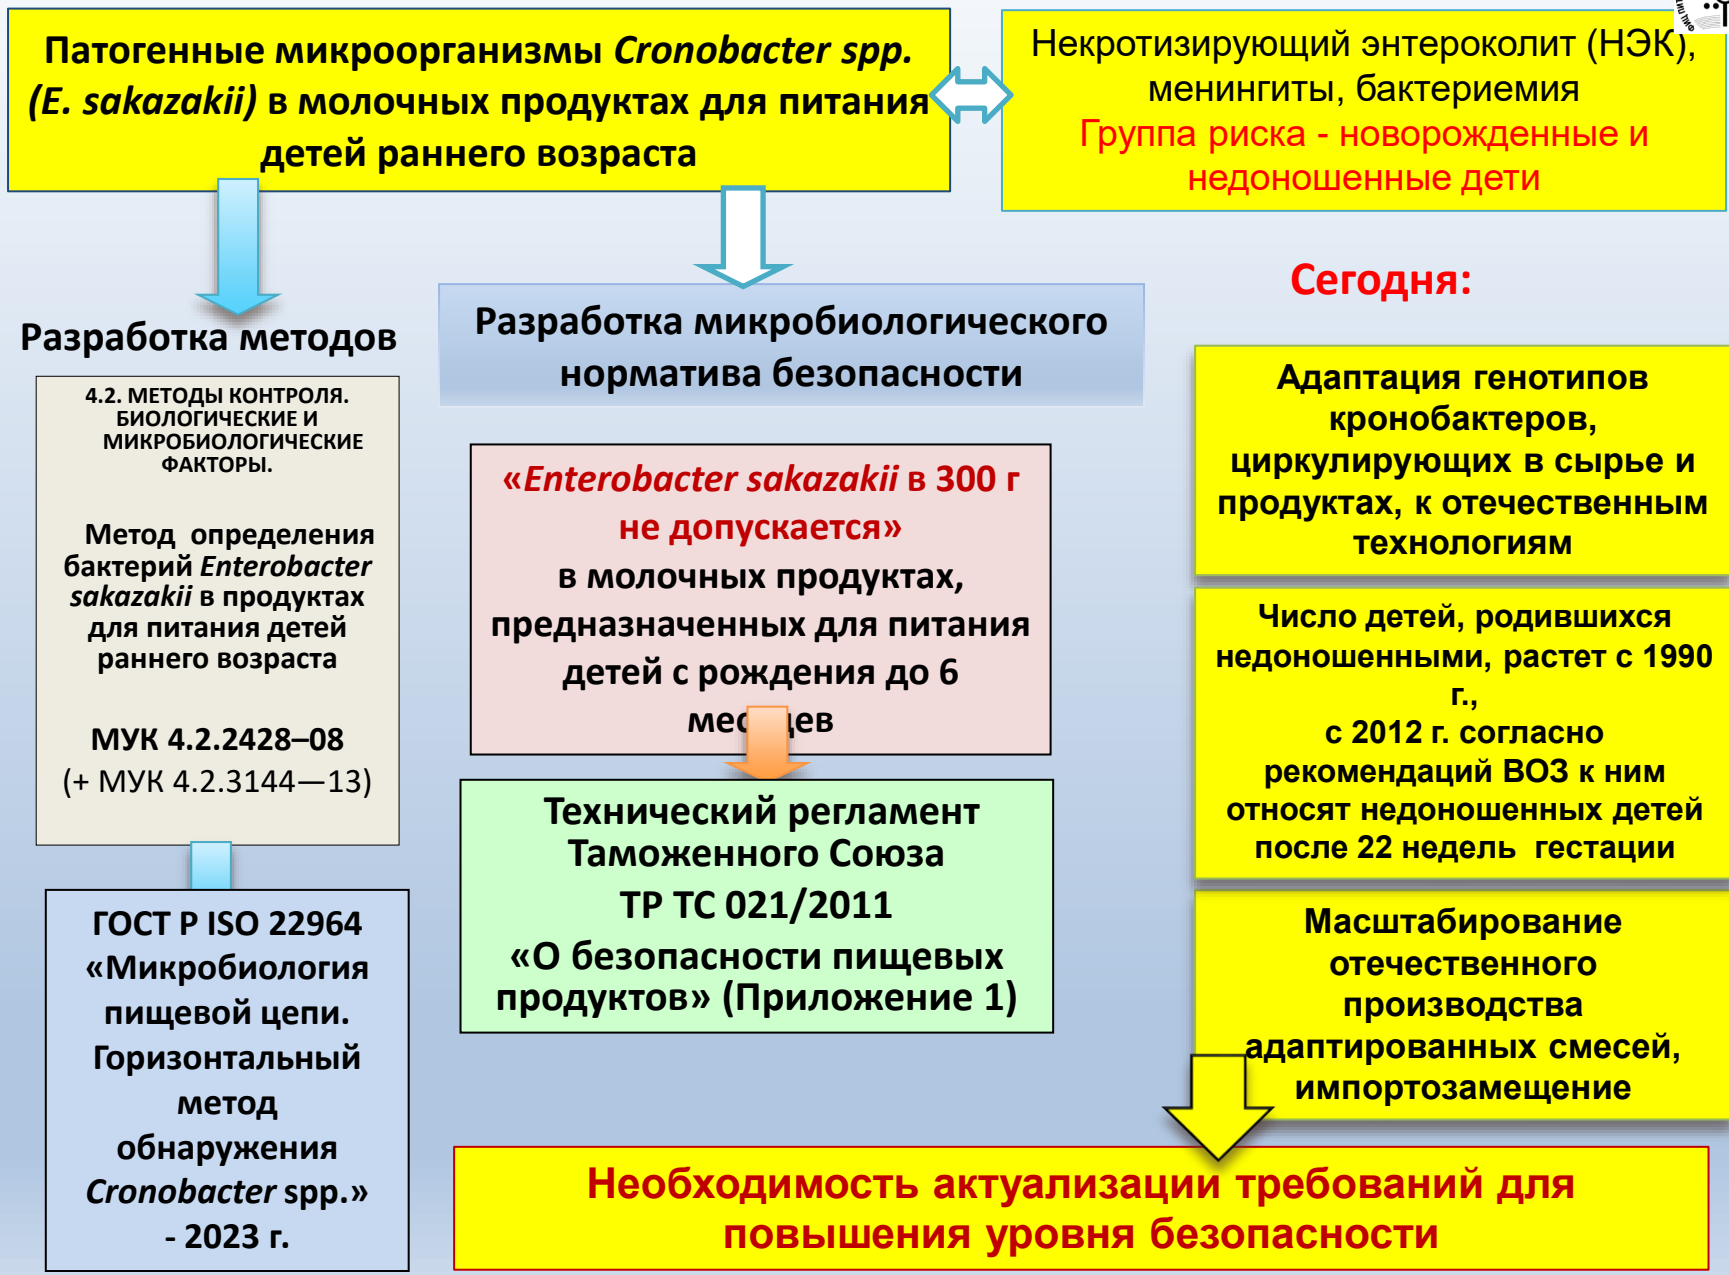 Патогенные микроорганизмы Cronobacter spp.
(E. sakazakii) в молочных продуктах для питания
детей раннего возраста
Некротизирующий энтероколит (НЭК),
менингиты, бактериемия
Группа риска - новорожденные и
недоношенные дети
Разработка методов
4.2. МЕТОДЫ КОНТРОЛЯ.
БИОЛОГИЧЕСКИЕ И
МИКРОБИОЛОГИЧЕСКИЕ
ФАКТОРЫ.
Метод определения
бактерий Enterobacter
sakazakii в продуктах
для питания детей
раннего возраста
МУК 4.2.2428–08
(+ МУК 4.2.3144—13)
ГОСТ Р ISO 22964
«Микробиология
пищевой цепи.
Горизонтальный
метод
обнаружения
Cronobacter spp.»
- 2023 г.
Разработка микробиологического
норматива безопасности
«Enterobacter sakazakii в 300 г
не допускается»
в молочных продуктах,
предназначенных для питания
детей с рождения до 6
месяцев
Технический регламент
Таможенного Союза
ТР ТС 021/2011
«О безопасности пищевых
продуктов» (Приложение 1)
Сегодня:
Адаптация генотипов
кронобактеров,
циркулирующих в сырье и
продуктах, к отечественным
технологиям
Число детей, родившихся
недоношенными, растет с 1990
г.,
с 2012 г. согласно
рекомендаций ВОЗ к ним
относят недоношенных детей
после 22 недель гестации
Масштабирование
отечественного
производства
адаптированных смесей,
импортозамещение
Необходимость актуализации требований для
повышения уровня безопасности